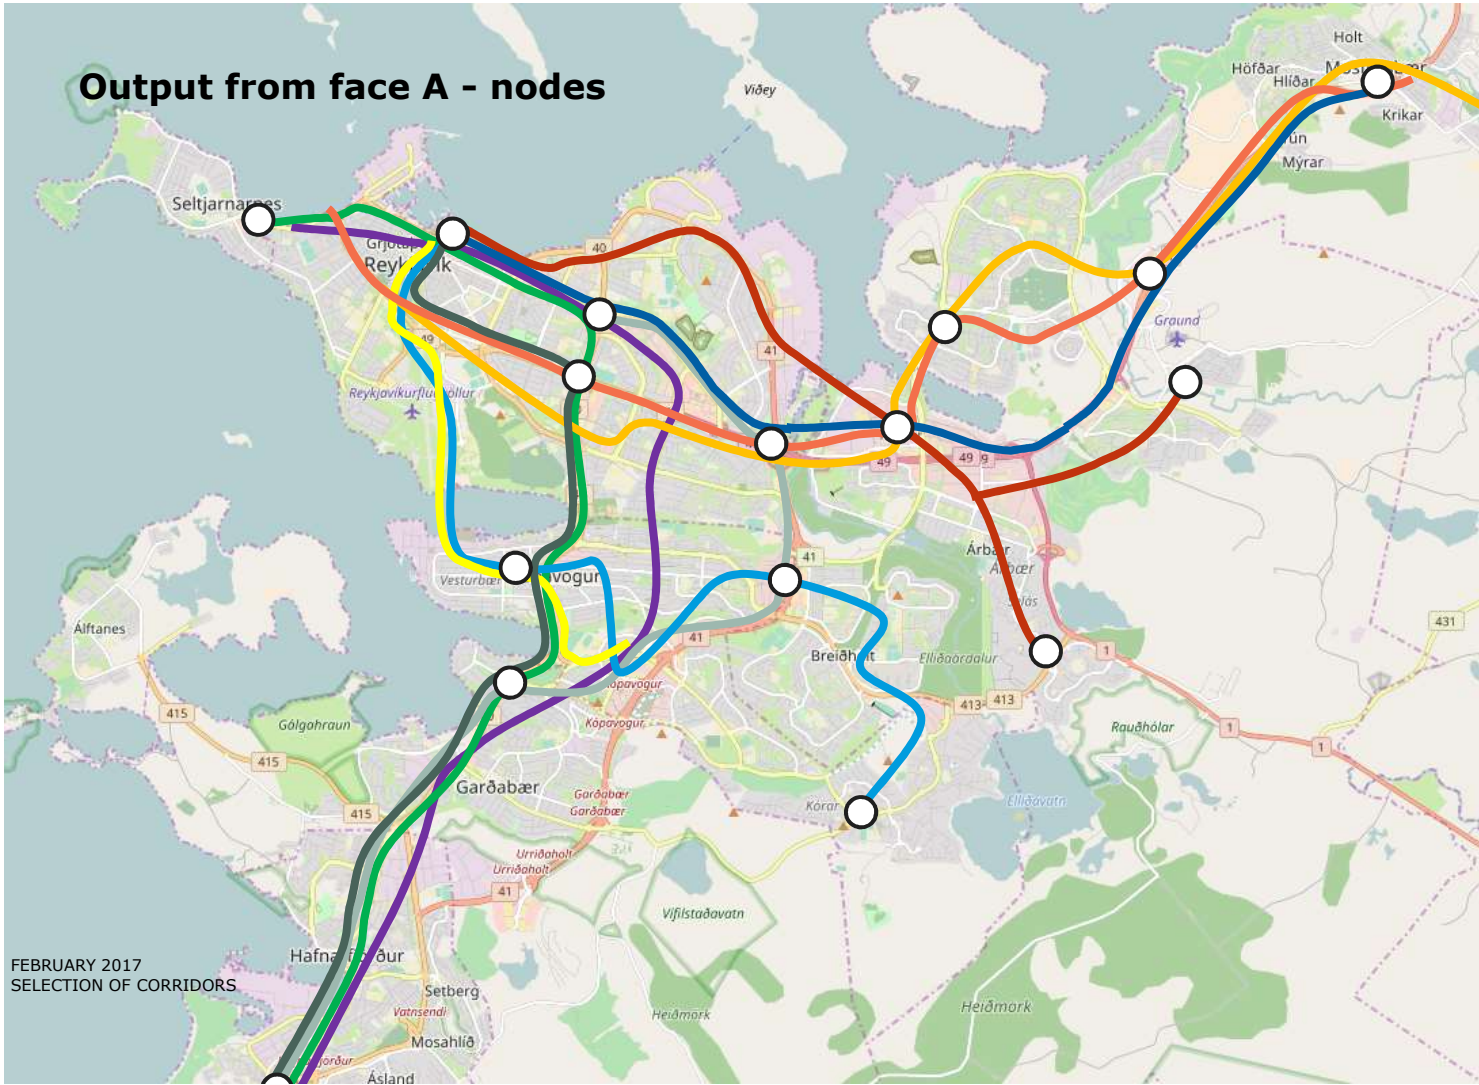 Output from face A - nodes
Viðey
Holt
Höfðar
Hlíðar
Krikar
Mýrar
Seltjarnarnes
40
49
41
Reykjavíkurflugvöllur
Graund
49
49
9
Vesturbær
41
Árbær
Árbær
Álftanes
431
41
Breiðholt
Elliðaárdalur
1
Kópavogur
415
Gálgahraun
Kópavogur
413
413
Rauðhólar
1
1
415
Garðabær
Garðabær
Garðabær
Kórar
Elliðavatn
415
Urriðaholt
Urriðaholt
41
Vífilstaðavatn
FEBRUARY 2017
SELECTION OF CORRIDORS
Setberg
Vatnsendi
Heiðmörk
Heiðmörk
Mosahlíð
Ásland